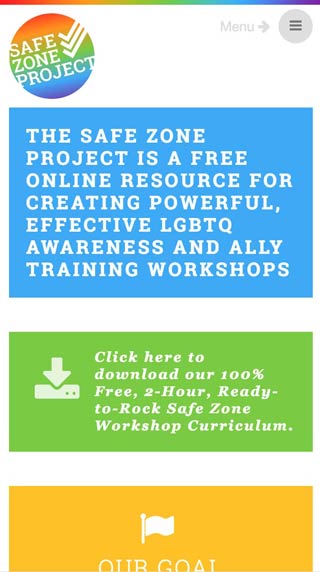 SAFE
ZONE
PROJECT
Menu
THE SAFE ZONE
PROJECT IS A FREE
ONLINE RESOURCE FOR
CREATING POWERFUL,
EFFECTIVE LGBTQ
AWARENESS AND ALLY
TRAINING WORKSHOPS
Click here to
download our 100%
Free, 2-Hour, Ready-
to-Rock Safe Zone
Workshop Curriculum.
OUR GOAL